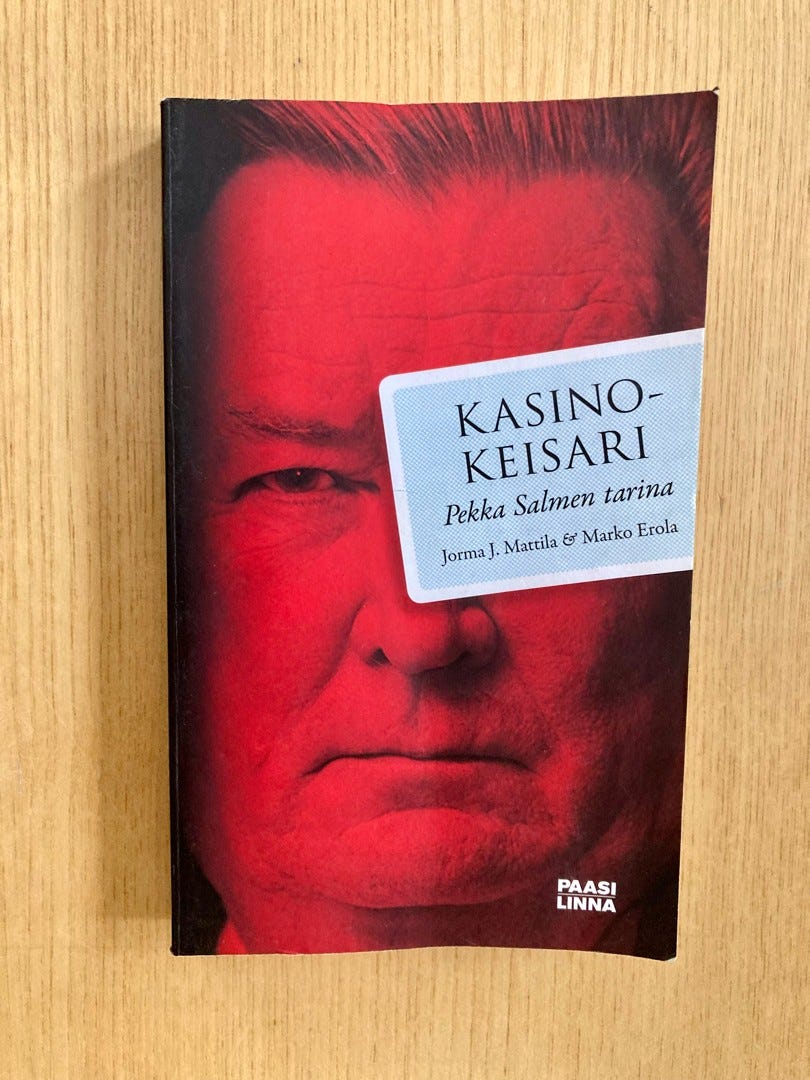 KASINO-
KEISARI
Pekka Salmen tarina
Jorma J. Mattila & Marko Erola
PAASI
LINNA